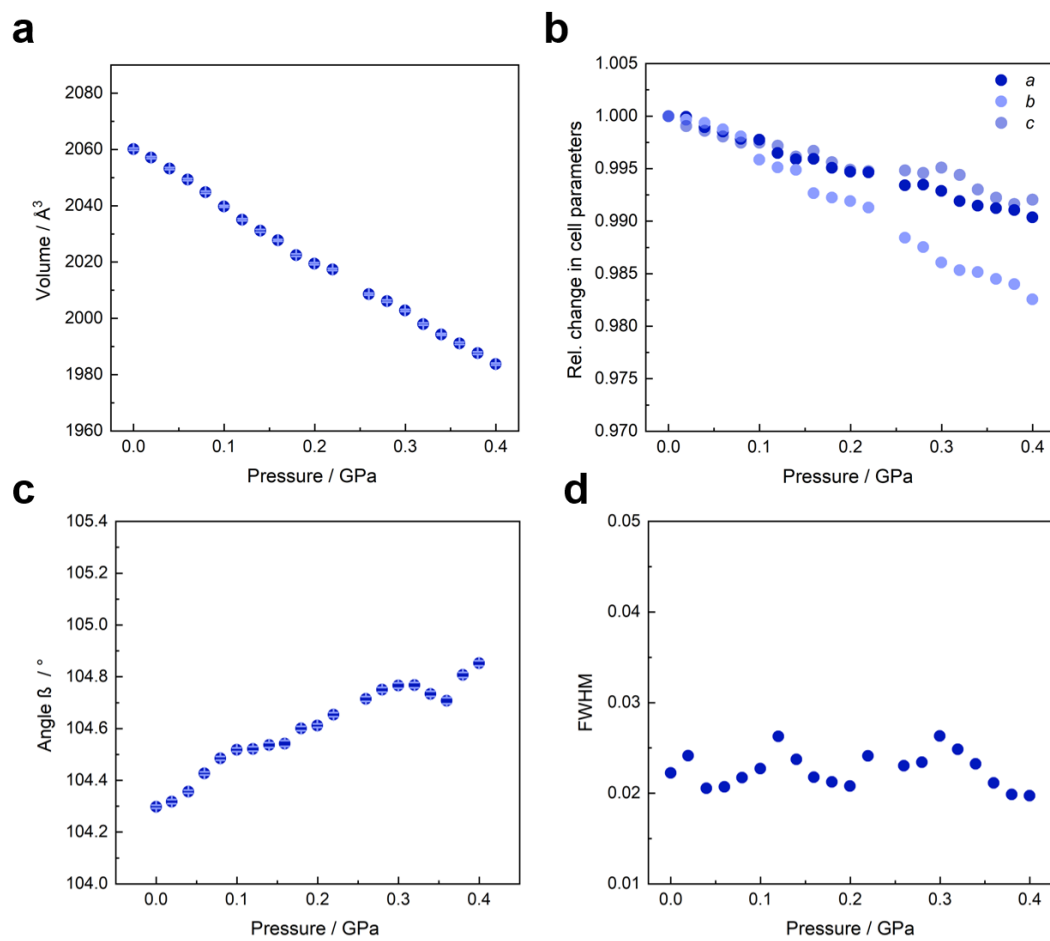 a
2080
2060
2040
2020
2000
1980
1960
Volume / Å³
0.0 0.1 0.2 0.3 0.4
Pressure / GPa
b
1.005
1.000
0.995
0.990
0.985
0.980
0.975
0.970
Rel. change in cell parameters
a
b
c
0.0 0.1 0.2 0.3 0.4
Pressure / GPa
c
105.4
105.2
105.0
104.8
104.6
104.4
104.2
104.0
Angle ß / °
0.0 0.1 0.2 0.3 0.4
Pressure / GPa
d
0.05
0.04
0.03
0.02
0.01
FWHM
0.0 0.1 0.2 0.3 0.4
Pressure / GPa